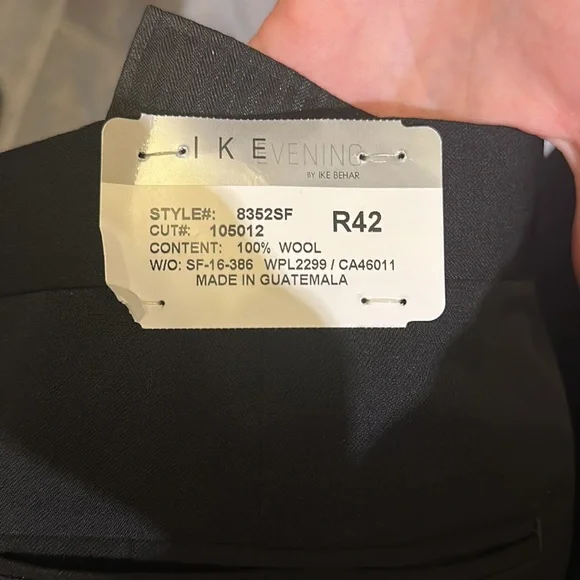 IKE EVENING
BY IKE BEHAR
STYLE#: 8352SF R42
CUT#: 105012
CONTENT: 100% WOOL
W/O: SF-16-386 WPL2299 / CA46011
MADE IN GUATEMALA